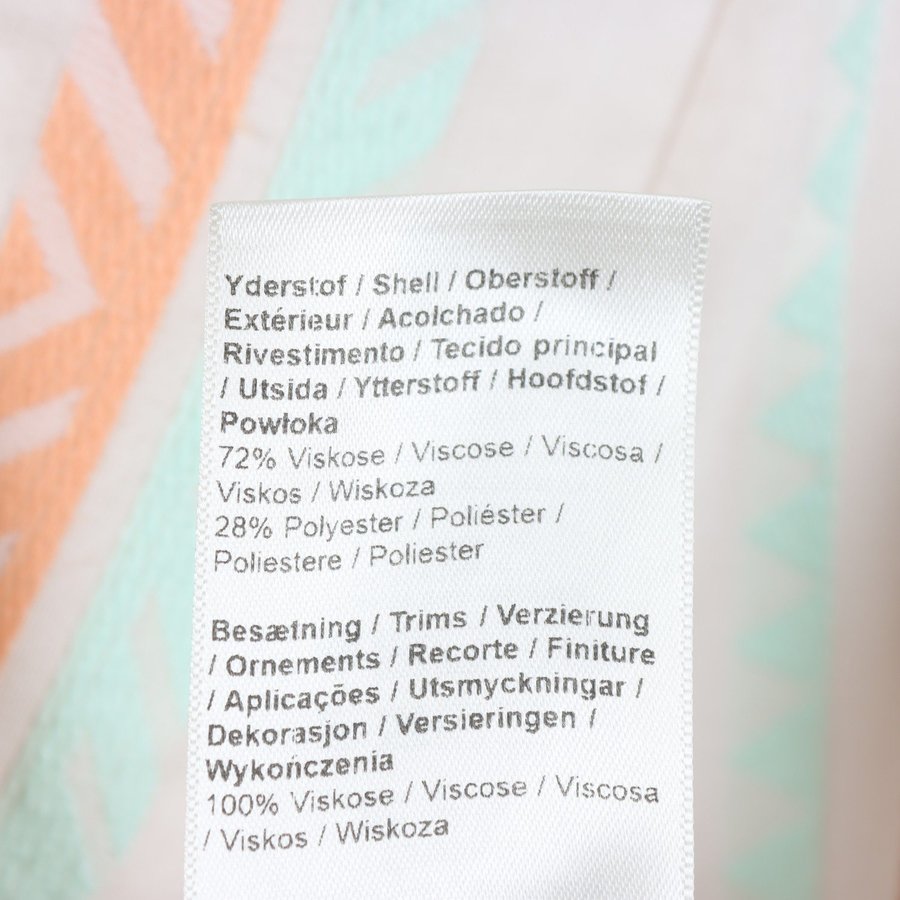 Yderstof / Shell / Oberstoff /
Extérieur / Acolchado /
Rivestimento / Tecido principal
/ Utsida / Ytterstoff / Hoofdstof /
Powłoka
72% Viskose / Viscose / Viscosa /
Viskos / Wiskoza
28% Polyester / Poliéster /
Poliestere / Poliester
Besætning / Trims / Verzierung
/ Ornements / Recorte / Finiture
/ Aplicações / Utsmyckningar /
Dekorasjon / Versieringen /
Wykończenia
100% Viskose / Viscose / Viscosa
/ Viskos / Wiskoza